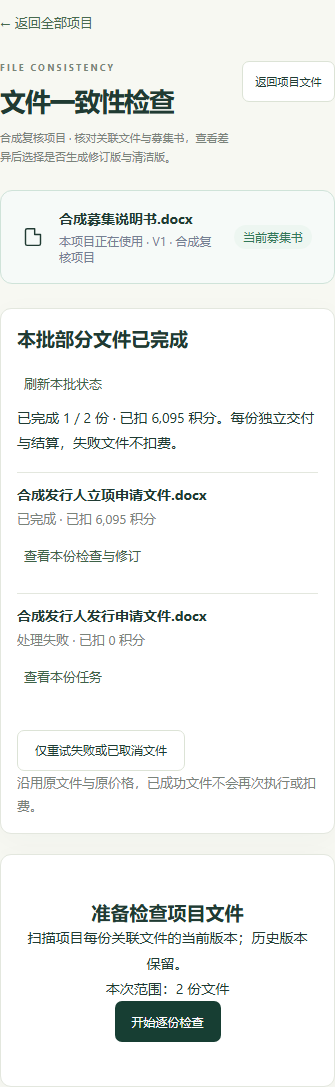 ← 返回全部项目
FILE CONSISTENCY
文件一致性检查
返回项目文件
合成复核项目 · 核对关联文件与募集书，查看差
异后选择是否生成修订版与清洁版。
合成募集说明书.docx
本项目正在使用 · V1 · 合成复
核项目
当前募集书
本批部分文件已完成
刷新本批状态
已完成 1 / 2 份 · 已扣 6,095 积分。每份独立交付
与结算，失败文件不扣费。
合成发行人立项申请文件.docx
已完成 · 已扣 6,095 积分
查看本份检查与修订
合成发行人发行申请文件.docx
处理失败 · 已扣 0 积分
查看本份任务
仅重试失败或已取消文件
沿用原文件与原价格，已成功文件不会再次执行或扣
费。
准备检查项目文件
扫描项目每份关联文件的当前版本；历史版本
保留。
本次范围：2 份文件
开始逐份检查